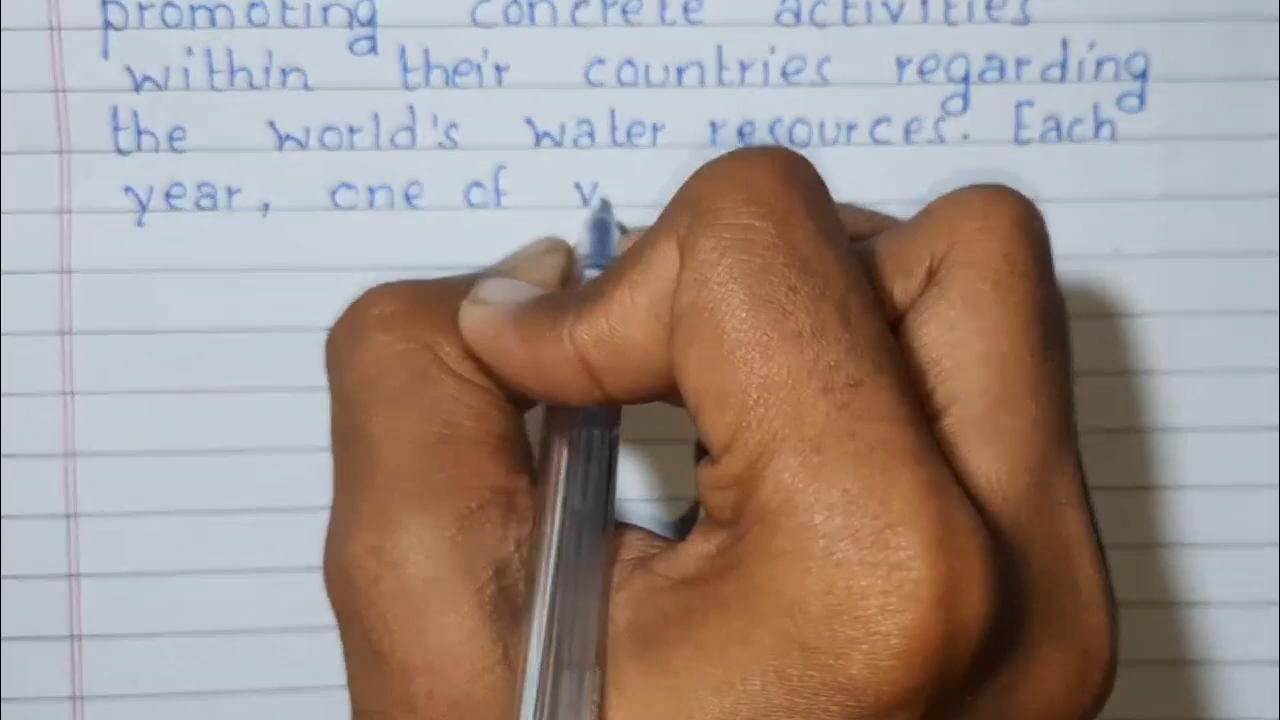 promoting concrete activities
within their countries regarding
the world's water resources. Each
year, one of v